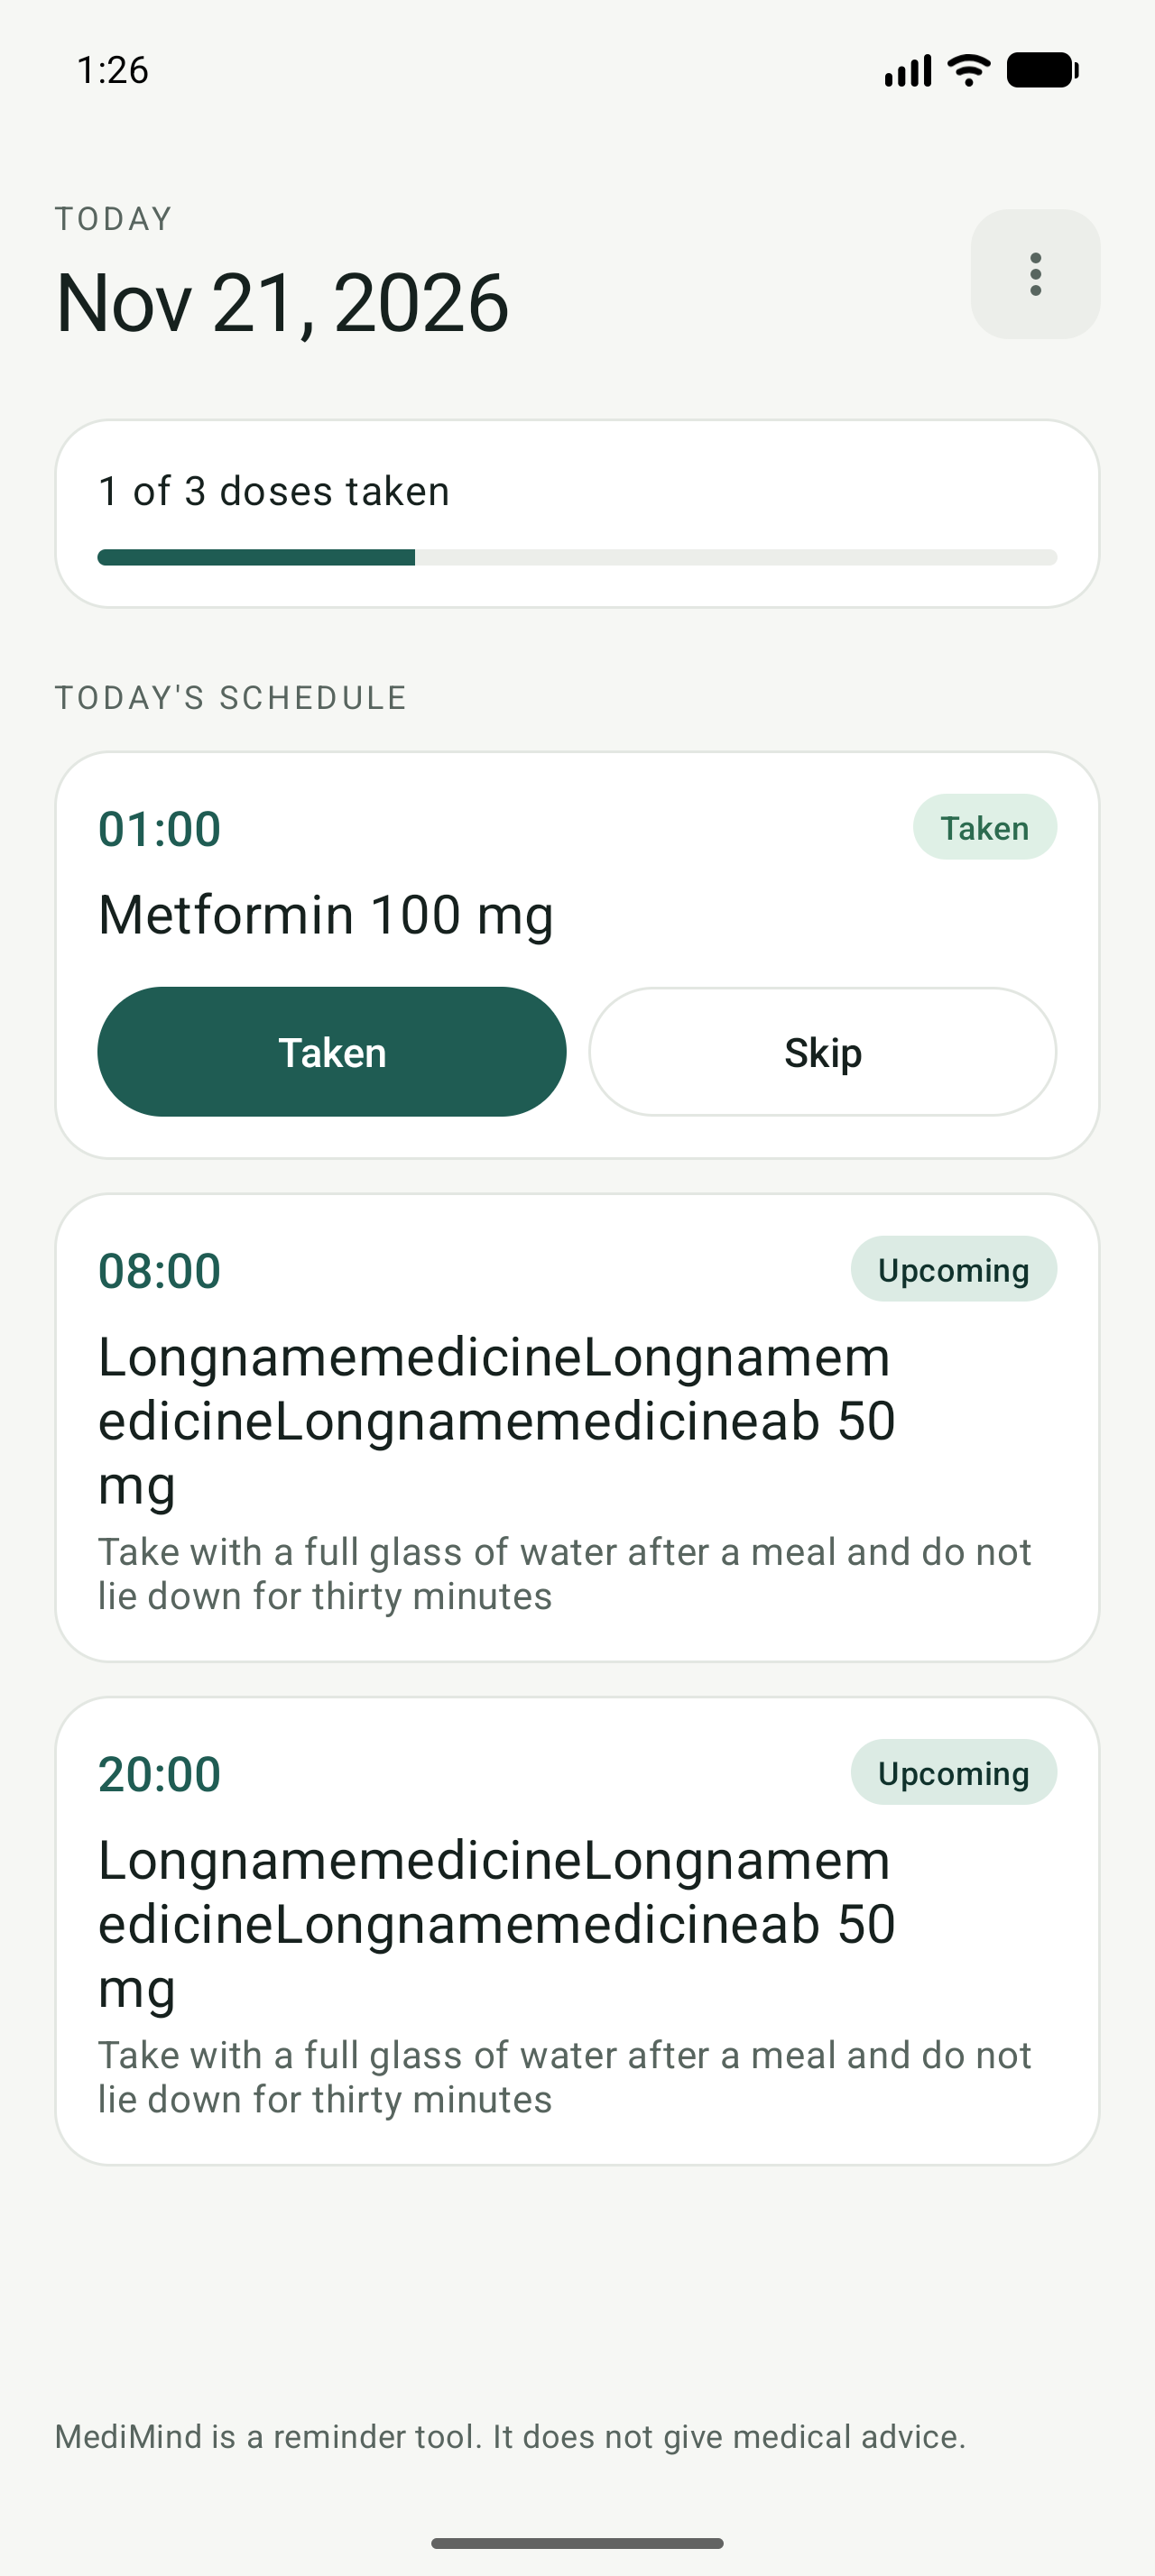 1:26
TODAY
Nov 21, 2026
1 of 3 doses taken
TODAY'S SCHEDULE
01:00
Taken
Metformin 100 mg
Taken
Skip
08:00
Upcoming
LongnamemedicineLongnamem
edicineLongnamemedicineab 50
mg
Take with a full glass of water after a meal and do not
lie down for thirty minutes
20:00
Upcoming
LongnamemedicineLongnamem
edicineLongnamemedicineab 50
mg
Take with a full glass of water after a meal and do not
lie down for thirty minutes
MediMind is a reminder tool. It does not give medical advice.